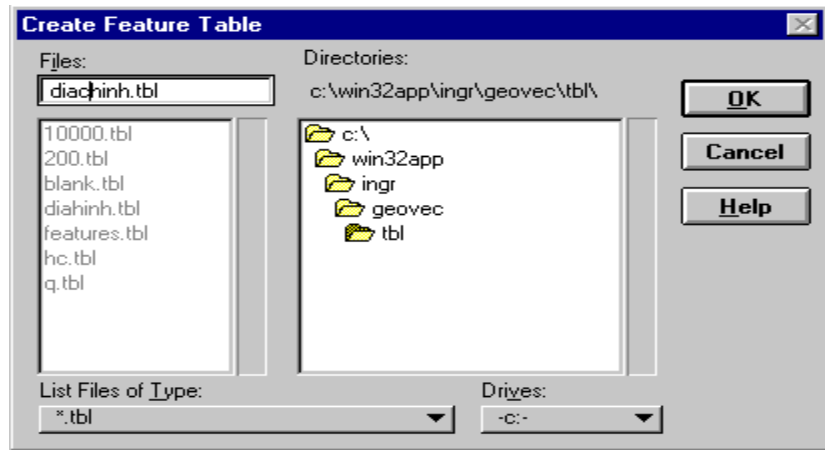 Create Feature Table
Files:
diachinh.tbl
10000.tbl
200.tbl
blank.tbl
diahinh.tbl
features.tbl
hc.tbl
q.tbl
List Files of Type:
*.tbl
Directories:
c:\win32app\ingr\geovec\tbl\
c:\
win32app
ingr
geovec
tbl
Drives:
-c:-
OK
Cancel
Help